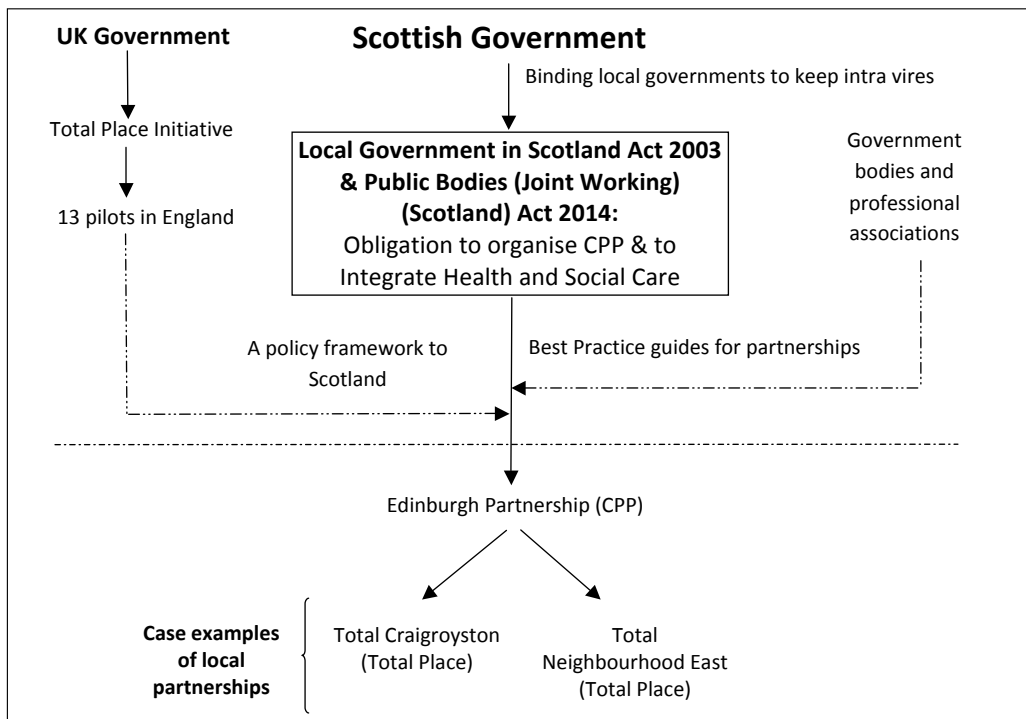 UK Government
Scottish Government
Binding local governments to keep intra vires
Total Place Initiative
Local Government in Scotland Act 2003
& Public Bodies (Joint Working)
(Scotland) Act 2014:
Obligation to organise CPP & to
Integrate Health and Social Care
Government
bodies and
professional
associations
13 pilots in England
A policy framework to
Scotland
Best Practice guides for partnerships
Edinburgh Partnership (CPP)
Case examples
of local
partnerships
Total Craigroyston
(Total Place)
Total
Neighbourhood East
(Total Place)